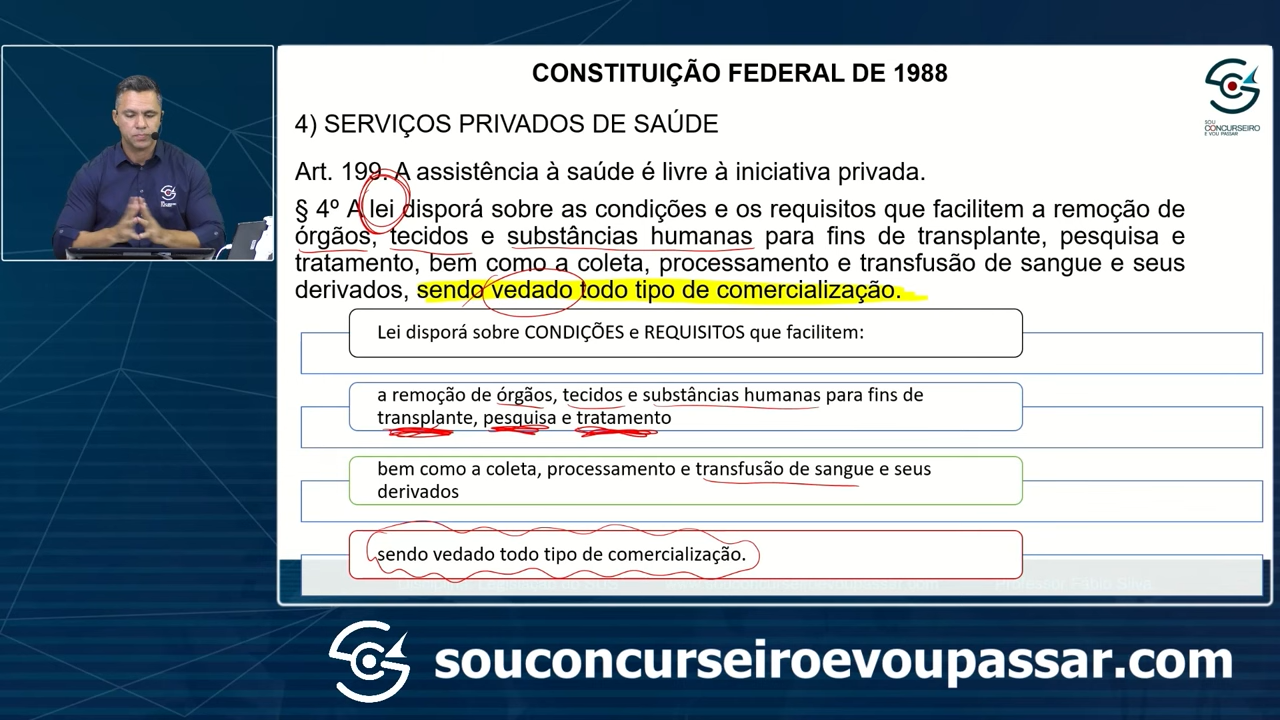 CONSTITUIÇÃO FEDERAL DE 1988
SOU
CONCURSEIRO
E VOU PASSAR
4) SERVIÇOS PRIVADOS DE SAÚDE
Art. 199. A assistência à saúde é livre à iniciativa privada.
§ 4º A lei disporá sobre as condições e os requisitos que facilitem a remoção de
órgãos, tecidos e substâncias humanas para fins de transplante, pesquisa e
tratamento, bem como a coleta, processamento e transfusão de sangue e seus
derivados, sendo vedado todo tipo de comercialização.
Lei disporá sobre CONDIÇÕES e REQUISITOS que facilitem:
a remoção de órgãos, tecidos e substâncias humanas para fins de
transplante, pesquisa e tratamento
bem como a coleta, processamento e transfusão de sangue e seus
derivados
sendo vedado todo tipo de comercialização.
Professor Fábio Silva
souconcurseiroevoupassar.com